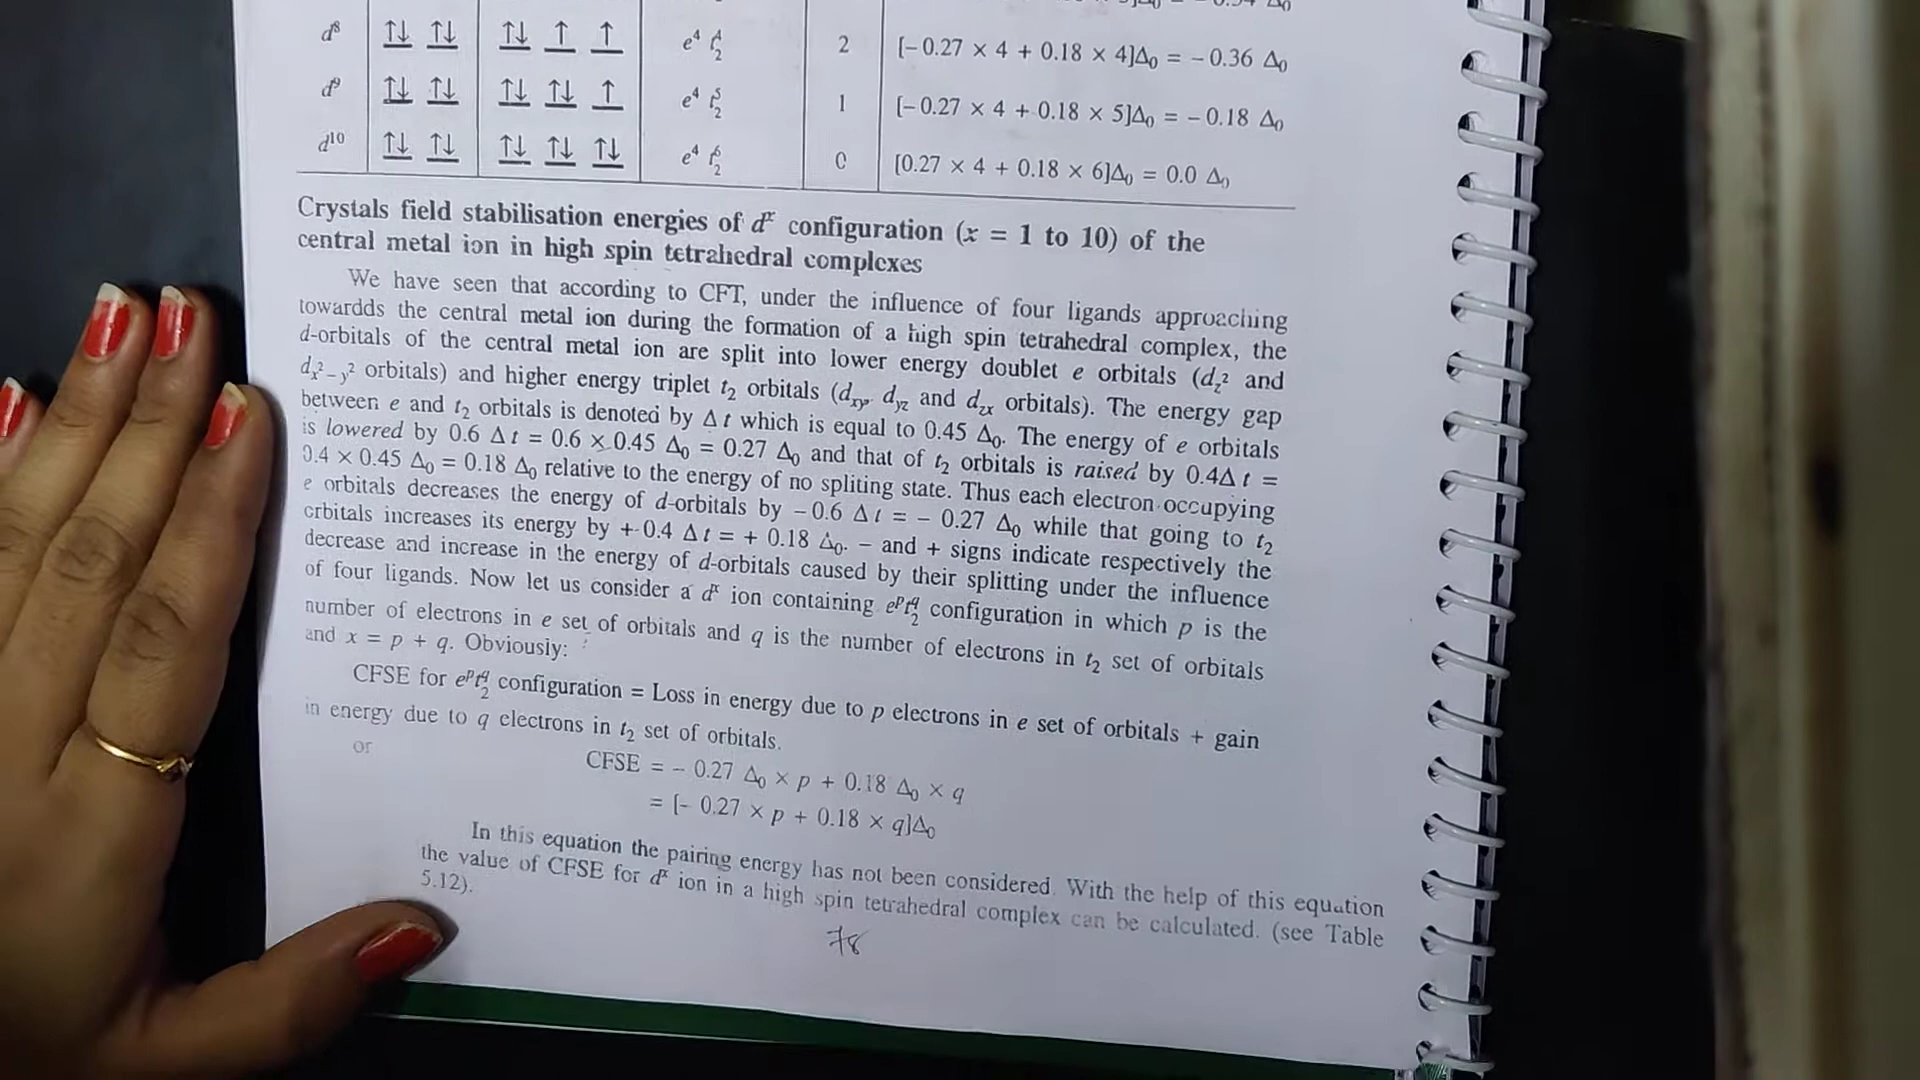 d⁸ ↑↓ ↑↓ ↑↓ ↑ ↑ e⁴ t₂⁴ 2 [– 0.27 × 4 + 0.18 × 4]Δ₀ = – 0.36 Δ₀
d⁹ ↑↓ ↑↓ ↑↓ ↑↓ ↑ e⁴ t₂⁵ 1 [– 0.27 × 4 + 0.18 × 5]Δ₀ = – 0.18 Δ₀
d¹⁰ ↑↓ ↑↓ ↑↓ ↑↓ ↑↓ e⁴ t₂⁶ 0 [0.27 × 4 + 0.18 × 6]Δ₀ = 0.0 Δ₀
Crystals field stabilisation energies of dˣ configuration (x = 1 to 10) of the
central metal ion in high spin tetrahedral complexes
We have seen that according to CFT, under the influence of four ligands approaching
towardds the central metal ion during the formation of a high spin tetrahedral complex, the
d-orbitals of the central metal ion are split into lower energy doublet e orbitals (d_z² and
d_x²–y² orbitals) and higher energy triplet t₂ orbitals (d_xy, d_yz and d_zx orbitals). The energy gap
between e and t₂ orbitals is denoted by Δ t which is equal to 0.45 Δ₀. The energy of e orbitals
is lowered by 0.6 Δ t = 0.6 × 0.45 Δ₀ = 0.27 Δ₀ and that of t₂ orbitals is raised by 0.4Δ t =
0.4 × 0.45 Δ₀ = 0.18 Δ₀ relative to the energy of no spliting state. Thus each electron occupying
e orbitals decreases the energy of d-orbitals by – 0.6 Δ t = – 0.27 Δ₀ while that going to t₂
orbitals increases its energy by + 0.4 Δ t = + 0.18 Δ₀. – and + signs indicate respectively the
decrease and increase in the energy of d-orbitals caused by their splitting under the influence
of four ligands. Now let us consider a dˣ ion containing eᵖt₂^q configuration in which p is the
number of electrons in e set of orbitals and q is the number of electrons in t₂ set of orbitals
and x = p + q. Obviously:
CFSE for eᵖt₂^q configuration = Loss in energy due to p electrons in e set of orbitals + gain
in energy due to q electrons in t₂ set of orbitals.
or CFSE = – 0.27 Δ₀ × p + 0.18 Δ₀ × q
= [– 0.27 × p + 0.18 × q]Δ₀
In this equation the pairing energy has not been considered. With the help of this equation
the value of CFSE for dˣ ion in a high spin tetrahedral complex can be calculated. (see Table
5.12).
78